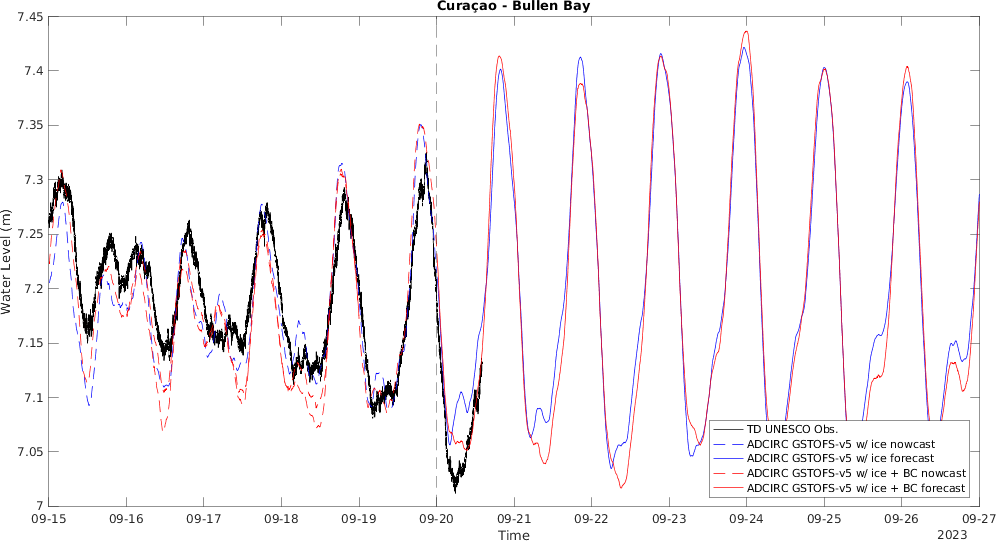 Curaçao - Bullen Bay
7.45
7.4
7.35
7.3
7.25
7.2
7.15
7.1
7.05
7
Water Level (m)
TD UNESCO Obs.
ADCIRC GSTOFS-v5 w/ ice nowcast
ADCIRC GSTOFS-v5 w/ ice forecast
ADCIRC GSTOFS-v5 w/ ice + BC nowcast
ADCIRC GSTOFS-v5 w/ ice + BC forecast
09-15 09-16 09-17 09-18 09-19 09-20 09-21 09-22 09-23 09-24 09-25 09-26 09-27
Time
2023